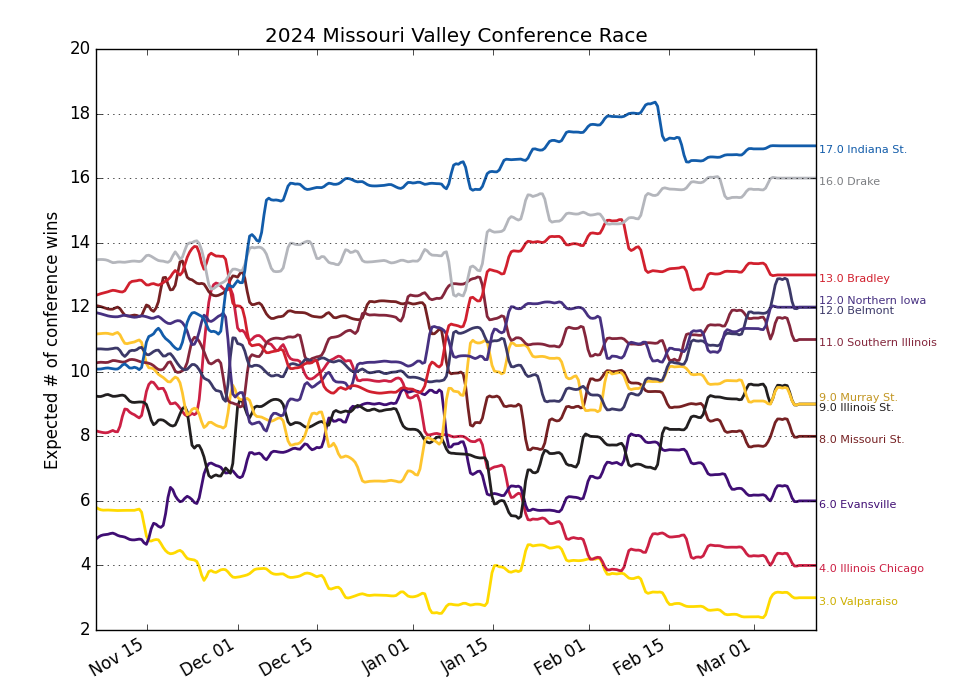 2024 Missouri Valley Conference Race
Expected # of conference wins
20
18
16
14
12
10
8
6
4
2
Nov 15
Dec 01
Dec 15
Jan 01
Jan 15
Feb 01
Feb 15
Mar 01
17.0 Indiana St.
16.0 Drake
13.0 Bradley
12.0 Northern Iowa
12.0 Belmont
11.0 Southern Illinois
9.0 Murray St.
9.0 Illinois St.
8.0 Missouri St.
6.0 Evansville
4.0 Illinois Chicago
3.0 Valparaiso